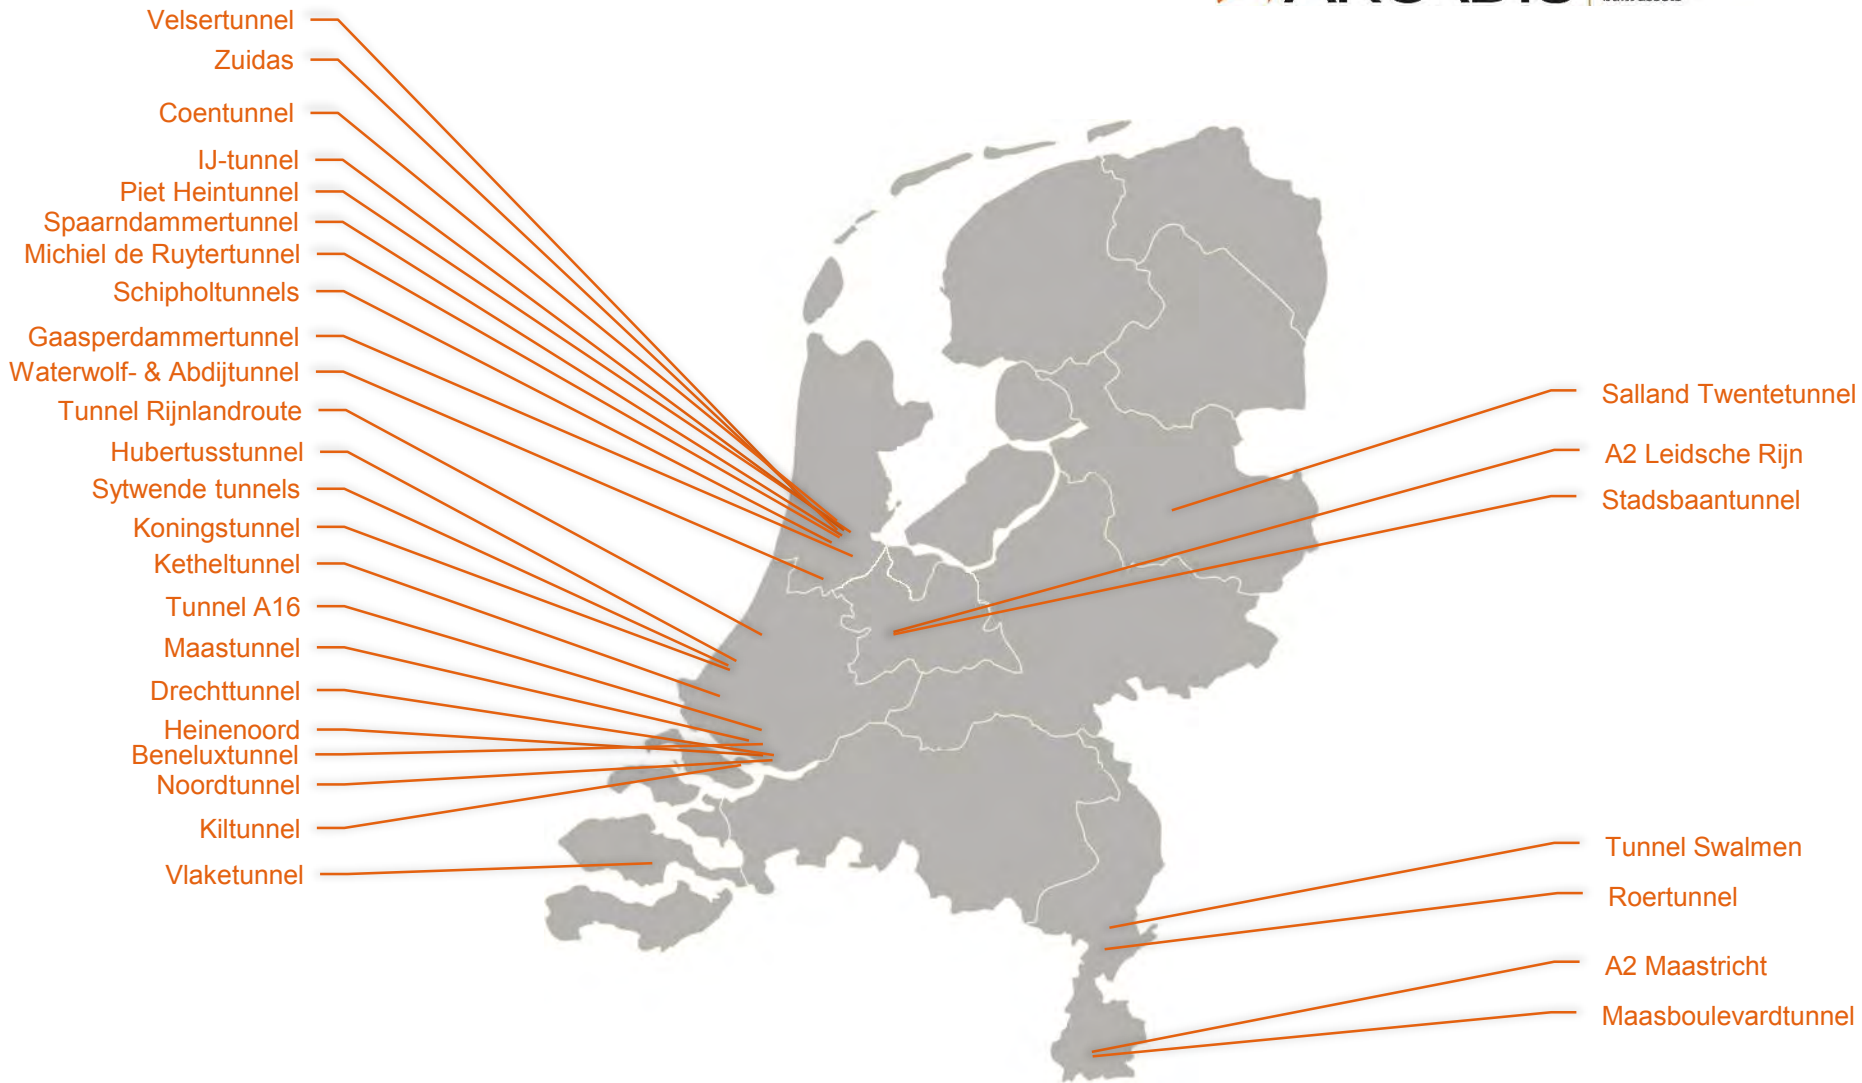 Velsertunnel
Zuidas
Coentunnel
IJ-tunnel
Piet Heintunnel
Spaarndammertunnel
Michiel de Ruytertunnel
Schipholtunnels
Gaasperdammertunnel
Waterwolf- & Abdijtunnel
Tunnel Rijnlandroute
Hubertusstunnel
Sytwende tunnels
Koningstunnel
Ketheltunnel
Tunnel A16
Maastunnel
Drechttunnel
Heinenoord
Beneluxtunnel
Noordtunnel
Kiltunnel
Vlaketunnel
Salland Twentetunnel
A2 Leidsche Rijn
Stadsbaantunnel
Tunnel Swalmen
Roertunnel
A2 Maastricht
Maasboulevardtunnel